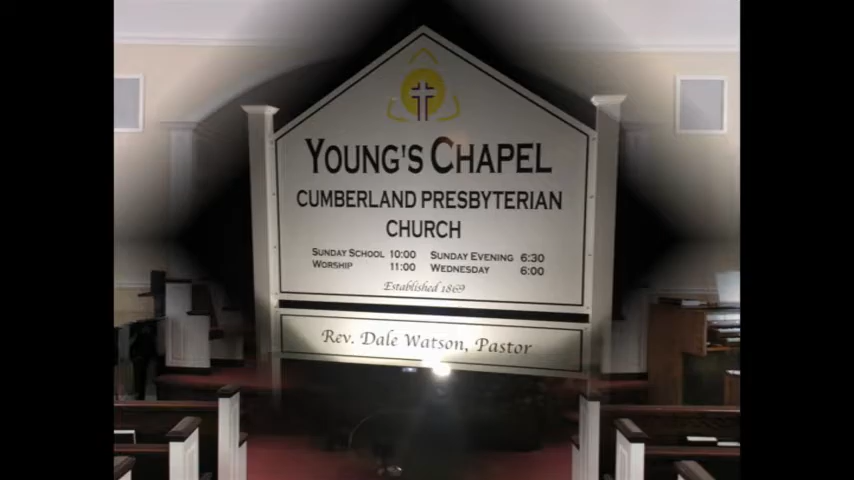 YOUNG'S CHAPEL
CUMBERLAND PRESBYTERIAN
CHURCH
SUNDAY SCHOOL 10:00 SUNDAY EVENING 6:30
WORSHIP 11:00 WEDNESDAY 6:00
Established 1869
Rev. Dale Watson, Pastor